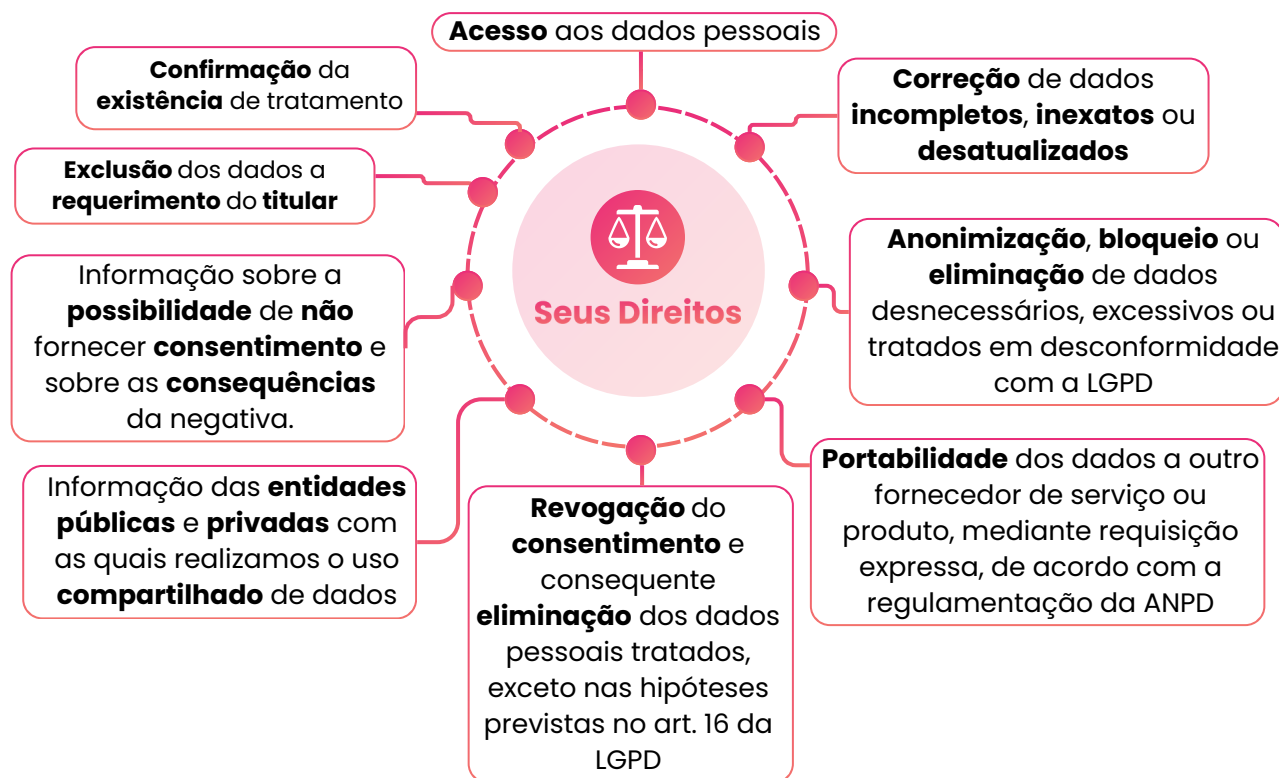 Acesso aos dados pessoais
Confirmação da
existência de tratamento
Correção de dados
incompletos, inexatos ou
desatualizados
Exclusão dos dados a
requerimento do titular
Seus Direitos
Anonimização, bloqueio ou
eliminação de dados
desnecessários, excessivos ou
tratados em desconformidade
com a LGPD
Informação sobre a
possibilidade de não
fornecer consentimento e
sobre as consequências
da negativa.
Portabilidade dos dados a outro
fornecedor de serviço ou
produto, mediante requisição
expressa, de acordo com a
regulamentação da ANPD
Informação das entidades
públicas e privadas com
as quais realizamos o uso
compartilhado de dados
Revogação do
consentimento e
consequente
eliminação dos dados
pessoais tratados,
exceto nas hipóteses
previstas no art. 16 da
LGPD